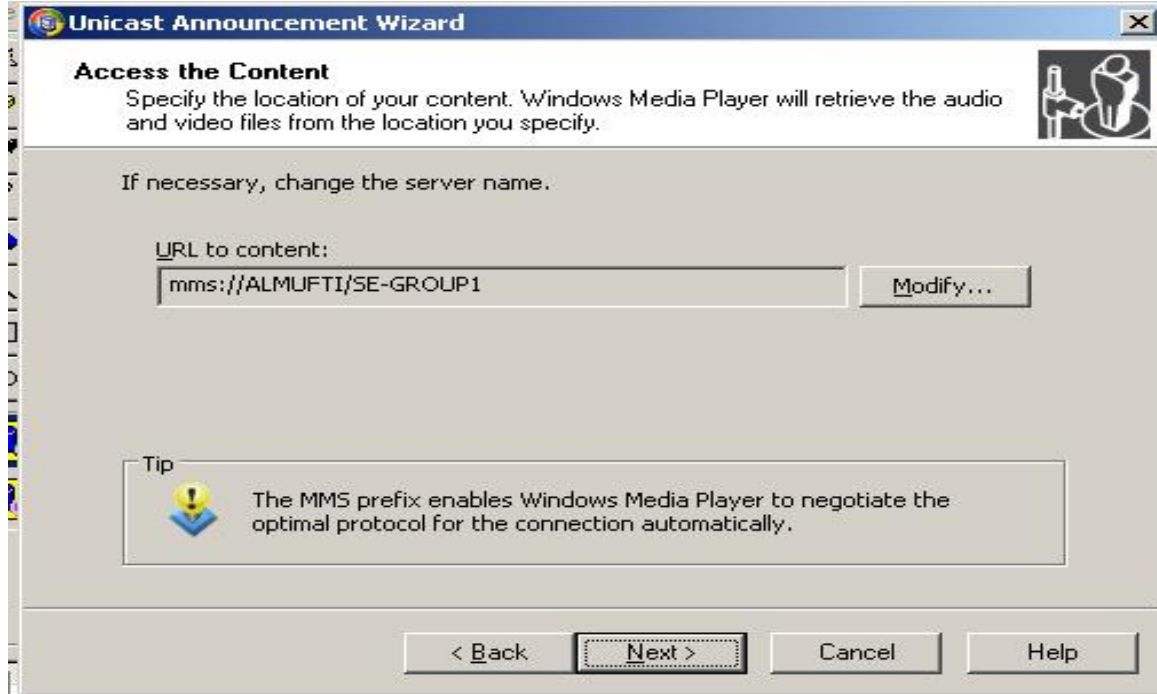 Unicast Announcement Wizard
Access the Content
Specify the location of your content. Windows Media Player will retrieve the audio
and video files from the location you specify.
If necessary, change the server name.
URL to content:
mms://ALMUFTI/SE-GROUP1
Modify...
Tip
The MMS prefix enables Windows Media Player to negotiate the
optimal protocol for the connection automatically.
< Back
Next >
Cancel
Help